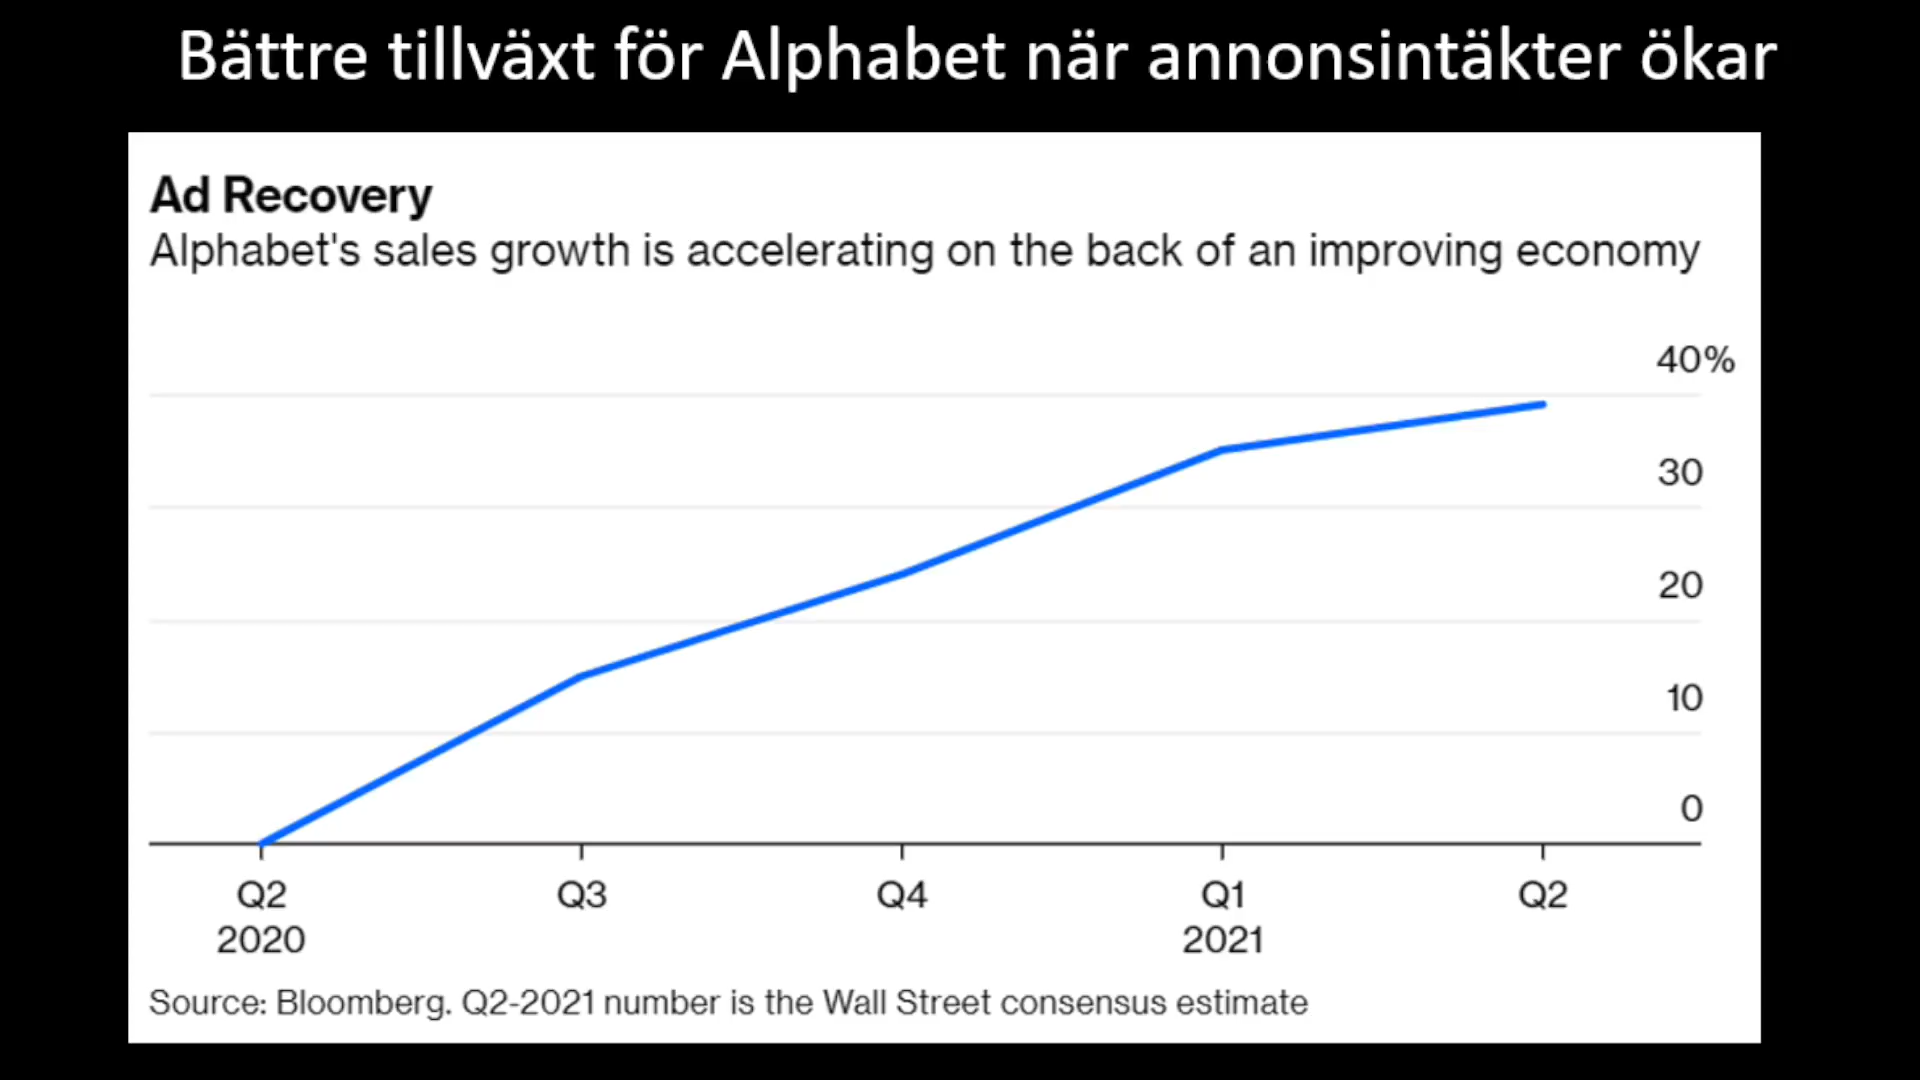 Bättre tillväxt för Alphabet när annonsintäkter ökar
Ad Recovery
Alphabet's sales growth is accelerating on the back of an improving economy
40%
30
20
10
0
Q2 Q3 Q4 Q1 Q2
2020 2021
Source: Bloomberg. Q2-2021 number is the Wall Street consensus estimate